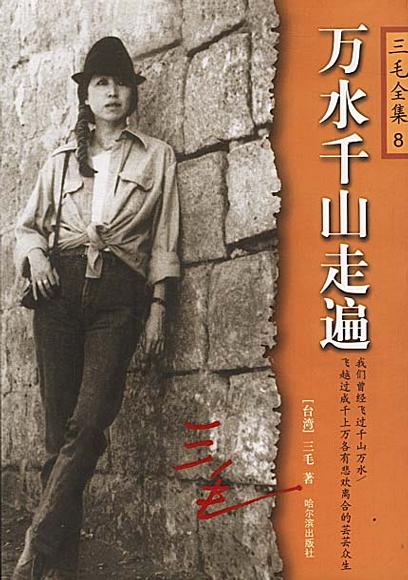 三毛全集 8
万水千山走遍
我们曾经飞过千山万水/
飞越过成千上万各有悲欢离合的芸芸众生
[台湾] 三毛 著
哈尔滨出版社
三毛